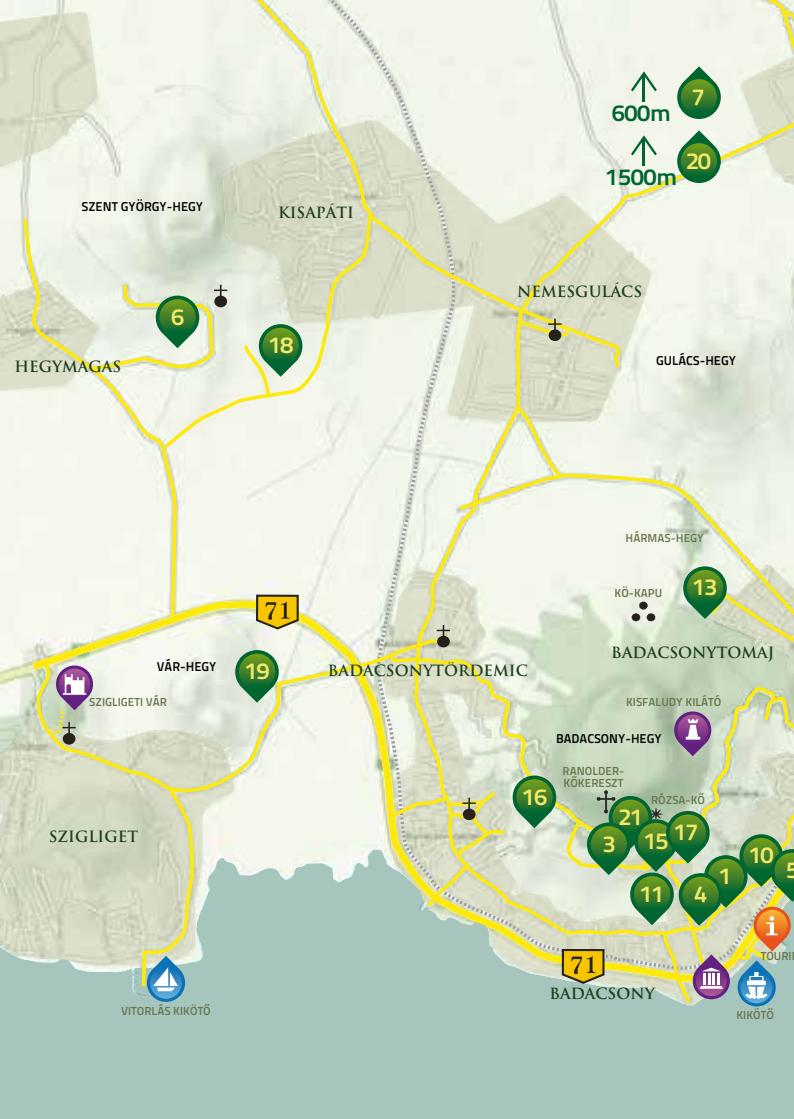 7
600m
20
1500m
SZENT GYÖRGY-HEGY
KISAPÁTI
NEMESGULÁCS
6
18
HEGYMAGAS
GULÁCS-HEGY
HÁRMAS-HEGY
KŐ-KAPU
13
71
BADACSONYTOMAJ
VÁR-HEGY
19
BADACSONYTÖRDEMIC
SZIGLIGETI VÁR
KISFALUDY KILÁTÓ
BADACSONY-HEGY
RANOLDER-
KŐKERESZT
16
RÓZSA-KŐ
21
17
SZIGLIGET
3
15
10
5
1
11
4
71
BADACSONY
VITORLÁS KIKÖTŐ
KIKÖTŐ